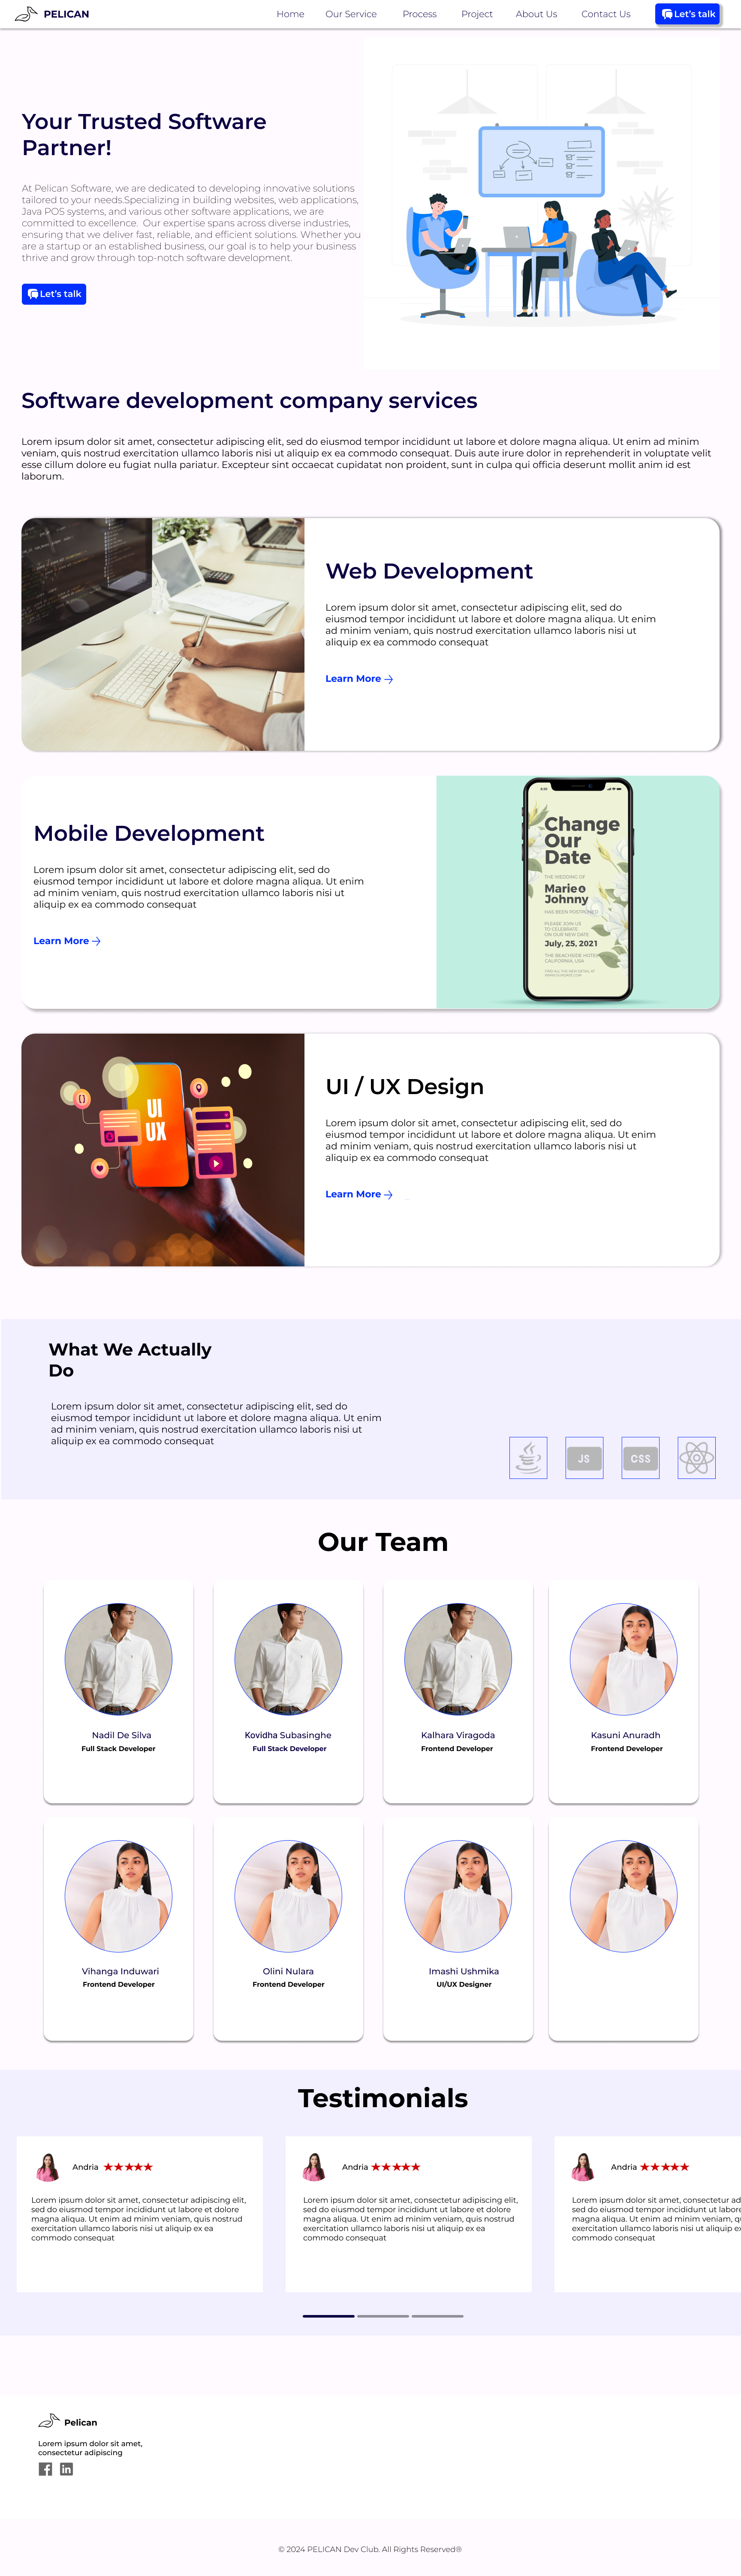 PELICAN
Home
Our Service
Process
Project
About Us
Contact Us
Let's talk
Your Trusted Software
Partner!
At Pelican Software, we are dedicated to developing innovative solutions
tailored to your needs.Specializing in building websites, web applications,
Java POS systems, and various other software applications, we are
committed to excellence. Our expertise spans across diverse industries,
ensuring that we deliver fast, reliable, and efficient solutions. Whether you
are a startup or an established business, our goal is to help your business
thrive and grow through top-notch software development.
Let's talk
Software development company services
Lorem ipsum dolor sit amet, consectetur adipiscing elit, sed do eiusmod tempor incididunt ut labore et dolore magna aliqua. Ut enim ad minim
veniam, quis nostrud exercitation ullamco laboris nisi ut aliquip ex ea commodo consequat. Duis aute irure dolor in reprehenderit in voluptate velit
esse cillum dolore eu fugiat nulla pariatur. Excepteur sint occaecat cupidatat non proident, sunt in culpa qui officia deserunt mollit anim id est
laborum.
Web Development
Lorem ipsum dolor sit amet, consectetur adipiscing elit, sed do
eiusmod tempor incididunt ut labore et dolore magna aliqua. Ut enim
ad minim veniam, quis nostrud exercitation ullamco laboris nisi ut
aliquip ex ea commodo consequat
Learn More
Mobile Development
Lorem ipsum dolor sit amet, consectetur adipiscing elit, sed do
eiusmod tempor incididunt ut labore et dolore magna aliqua. Ut enim
ad minim veniam, quis nostrud exercitation ullamco laboris nisi ut
aliquip ex ea commodo consequat
Learn More
Change
Our
Date
THE WEDDING OF
Marie o
Johnny
HAS BEEN POSTPONED
PLEASE JOIN US
TO CELEBRATE
ON OUR NEW DATE
July, 25, 2021
THE BEACHSIDE HOTEL
CALIFORNIA, USA
UI
UX
UI / UX Design
Lorem ipsum dolor sit amet, consectetur adipiscing elit, sed do
eiusmod tempor incididunt ut labore et dolore magna aliqua. Ut enim
ad minim veniam, quis nostrud exercitation ullamco laboris nisi ut
aliquip ex ea commodo consequat
Learn More
What We Actually
Do
Lorem ipsum dolor sit amet, consectetur adipiscing elit, sed do
eiusmod tempor incididunt ut labore et dolore magna aliqua. Ut enim
ad minim veniam, quis nostrud exercitation ullamco laboris nisi ut
aliquip ex ea commodo consequat
JS
CSS
Our Team
Nadil De Silva
Full Stack Developer
Kovidha Subasinghe
Full Stack Developer
Kalhara Viragoda
Frontend Developer
Kasuni Anuradh
Frontend Developer
Vihanga Induwari
Frontend Developer
Olini Nulara
Frontend Developer
Imashi Ushmika
UI/UX Designer
Testimonials
Andria
Lorem ipsum dolor sit amet, consectetur adipiscing elit,
sed do eiusmod tempor incididunt ut labore et dolore
magna aliqua. Ut enim ad minim veniam, quis nostrud
exercitation ullamco laboris nisi ut aliquip ex ea
commodo consequat
Andria
Lorem ipsum dolor sit amet, consectetur adipiscing elit,
sed do eiusmod tempor incididunt ut labore et dolore
magna aliqua. Ut enim ad minim veniam, quis nostrud
exercitation ullamco laboris nisi ut aliquip ex ea
commodo consequat
Andria
Lorem ipsum dolor sit amet, consectetur ad
sed do eiusmod tempor incididunt ut labore
magna aliqua. Ut enim ad minim veniam, q
exercitation ullamco laboris nisi ut aliquip e
commodo consequat
Pelican
Lorem ipsum dolor sit amet,
consectetur adipiscing
© 2024 PELICAN Dev Club. All Rights Reserved®